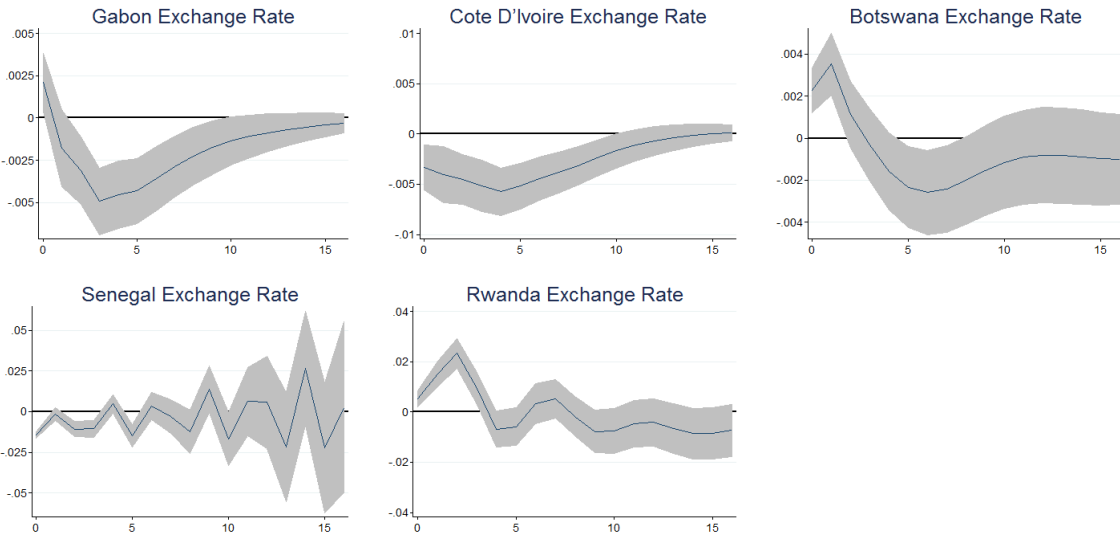 Gabon Exchange Rate
.005
.0025
0
-.0025
-.005
0 5 10 15
Cote D'Ivoire Exchange Rate
.01
.005
0
-.005
-.01
0 5 10 15
Botswana Exchange Rate
.004
.002
0
-.002
-.004
0 5 10 15
Senegal Exchange Rate
.05
.025
0
-.025
-.05
0 5 10 15
Rwanda Exchange Rate
.04
.02
0
-.02
-.04
0 5 10 15